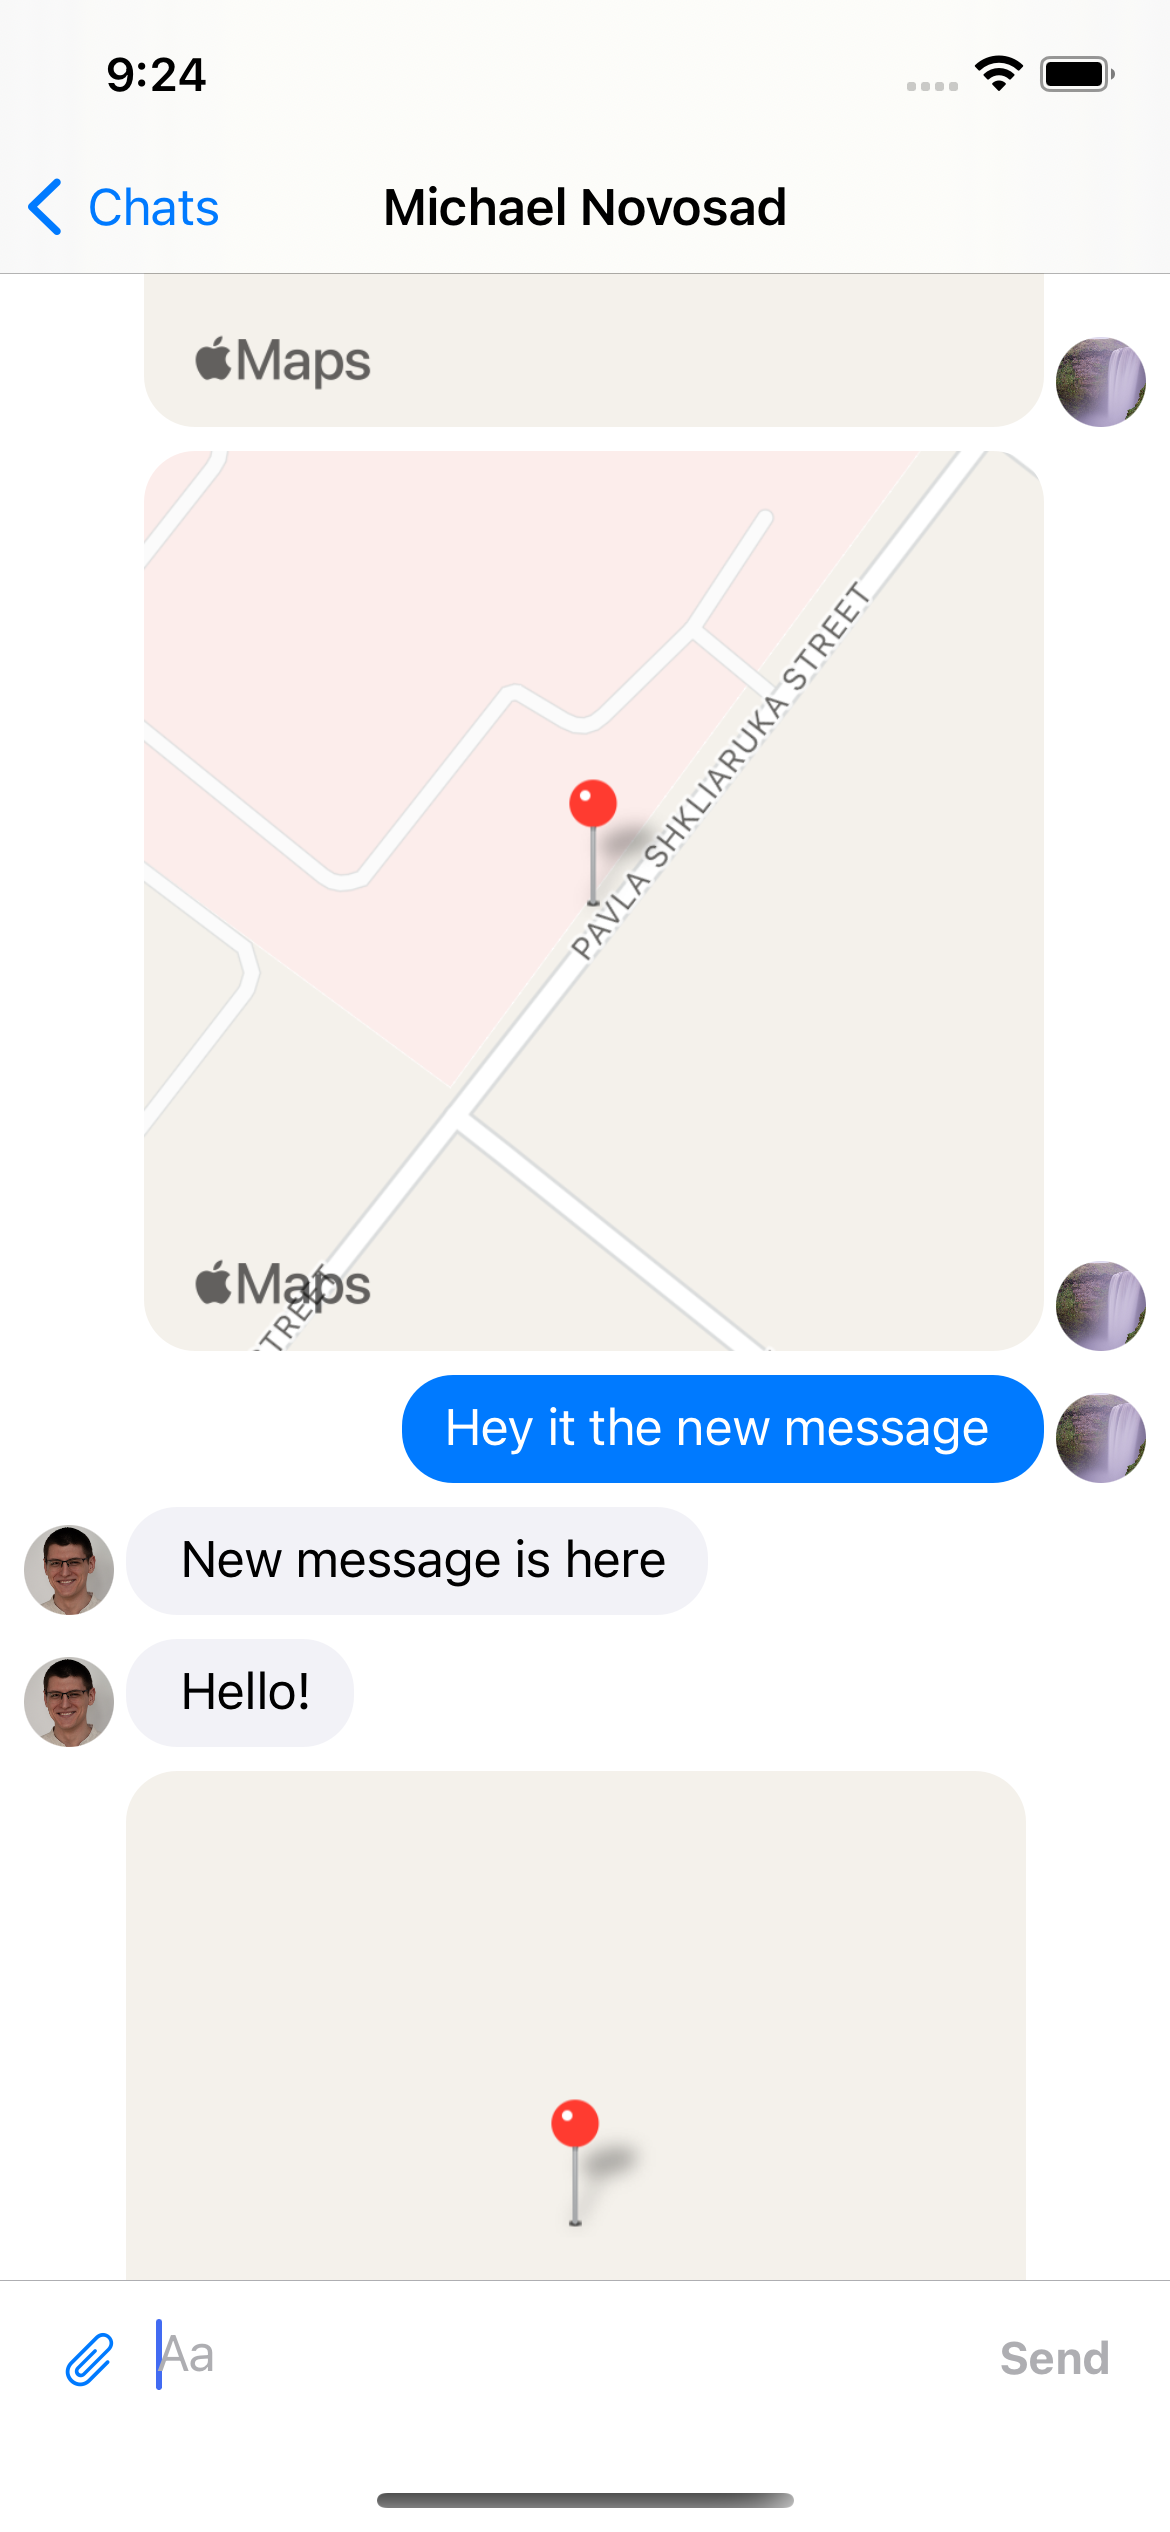 9:24
Chats
Michael Novosad
Maps
PAVLA SHKLIARUKA STREET
Maps
STREET
Hey it the new message
New message is here
Hello!
Aa
Send